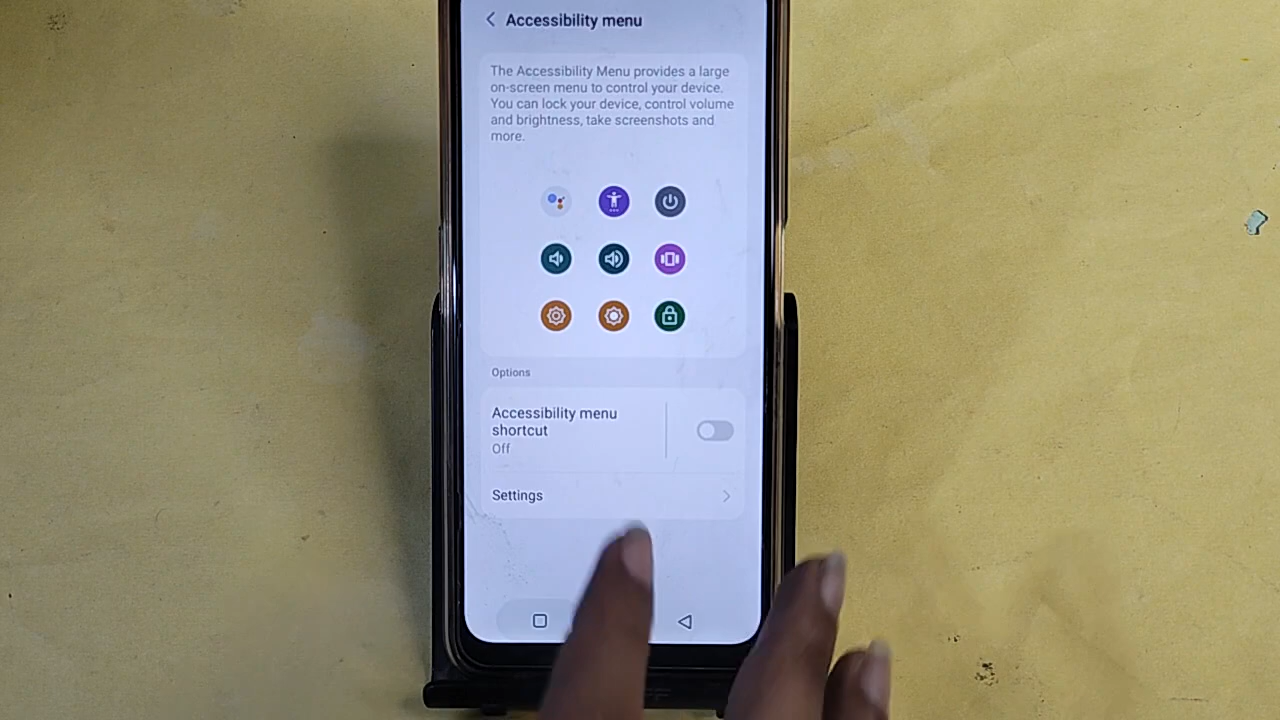 Accessibility menu
The Accessibility Menu provides a large
on-screen menu to control your device.
You can lock your device, control volume
and brightness, take screenshots and
more.
Options
Accessibility menu
shortcut
Off
Settings